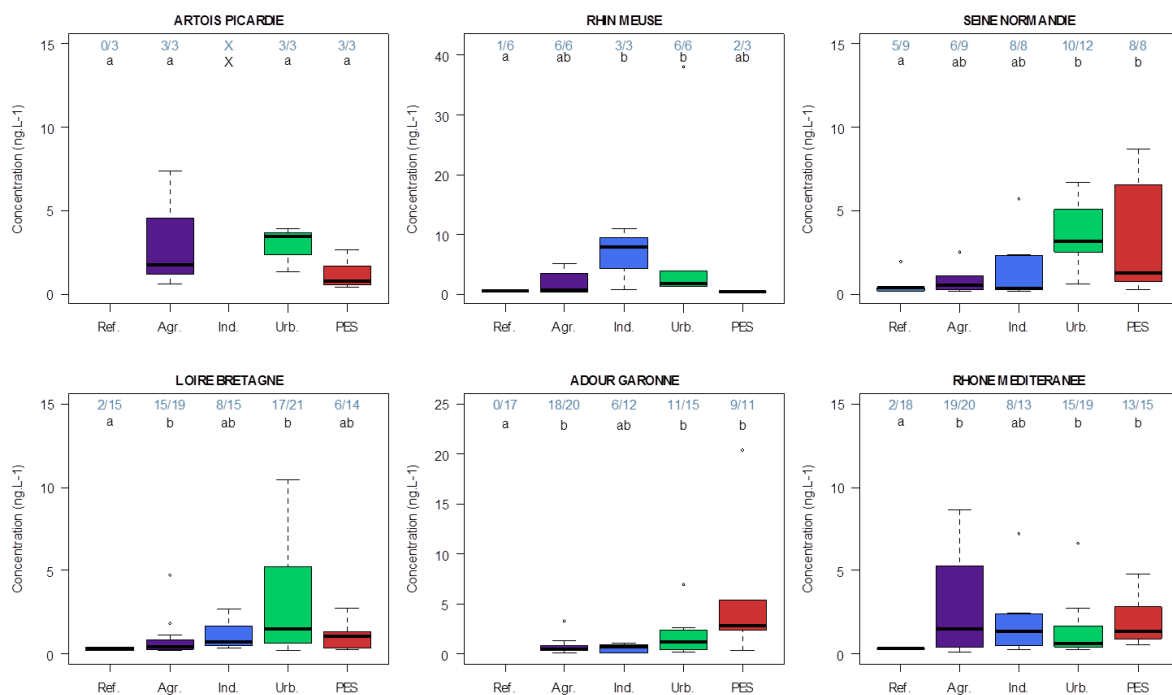 ARTOIS PICARDIE
0/3 3/3 X 3/3 3/3
a a X a a
Concentration (ng.L-1)
15
10
5
0
Ref. Agr. Ind. Urb. PES
RHIN MEUSE
1/6 6/6 3/3 6/6 2/3
a ab b b ab
Concentration (ng.L-1)
40
30
20
10
0
Ref. Agr. Ind. Urb. PES
SEINE NORMANDIE
5/9 6/9 8/8 10/12 8/8
a ab ab b b
Concentration (ng.L-1)
15
10
5
0
Ref. Agr. Ind. Urb. PES
LOIRE BRETAGNE
2/15 15/19 8/15 17/21 6/14
a b ab b ab
Concentration (ng.L-1)
15
10
5
0
Ref. Agr. Ind. Urb. PES
ADOUR GARONNE
0/17 18/20 6/12 11/15 9/11
a b ab b b
Concentration (ng.L-1)
25
20
15
10
5
0
Ref. Agr. Ind. Urb. PES
RHONE MEDITERANEE
2/18 19/20 8/13 15/19 13/15
a b ab b b
Concentration (ng.L-1)
15
10
5
0
Ref. Agr. Ind. Urb. PES